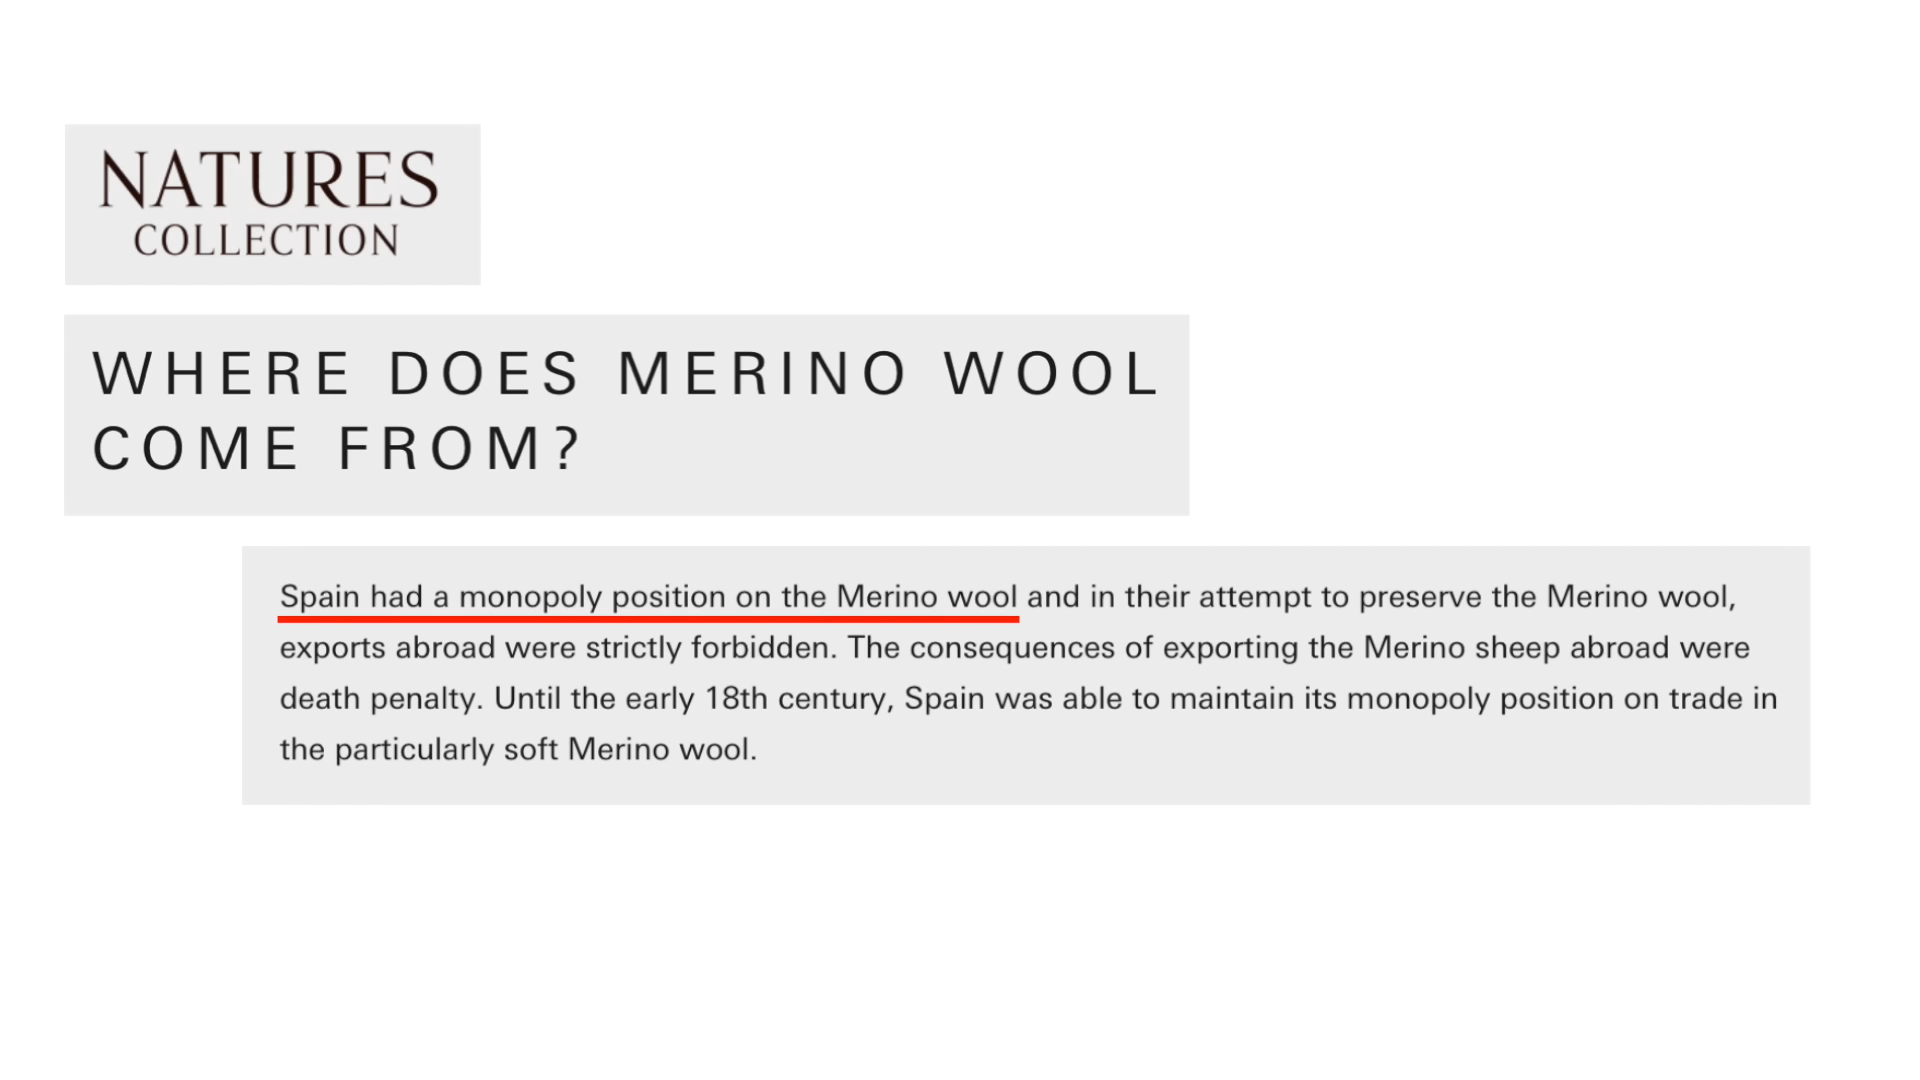 NATURES
COLLECTION
WHERE DOES MERINO WOOL
COME FROM?
Spain had a monopoly position on the Merino wool and in their attempt to preserve the Merino wool,
exports abroad were strictly forbidden. The consequences of exporting the Merino sheep abroad were
death penalty. Until the early 18th century, Spain was able to maintain its monopoly position on trade in
the particularly soft Merino wool.